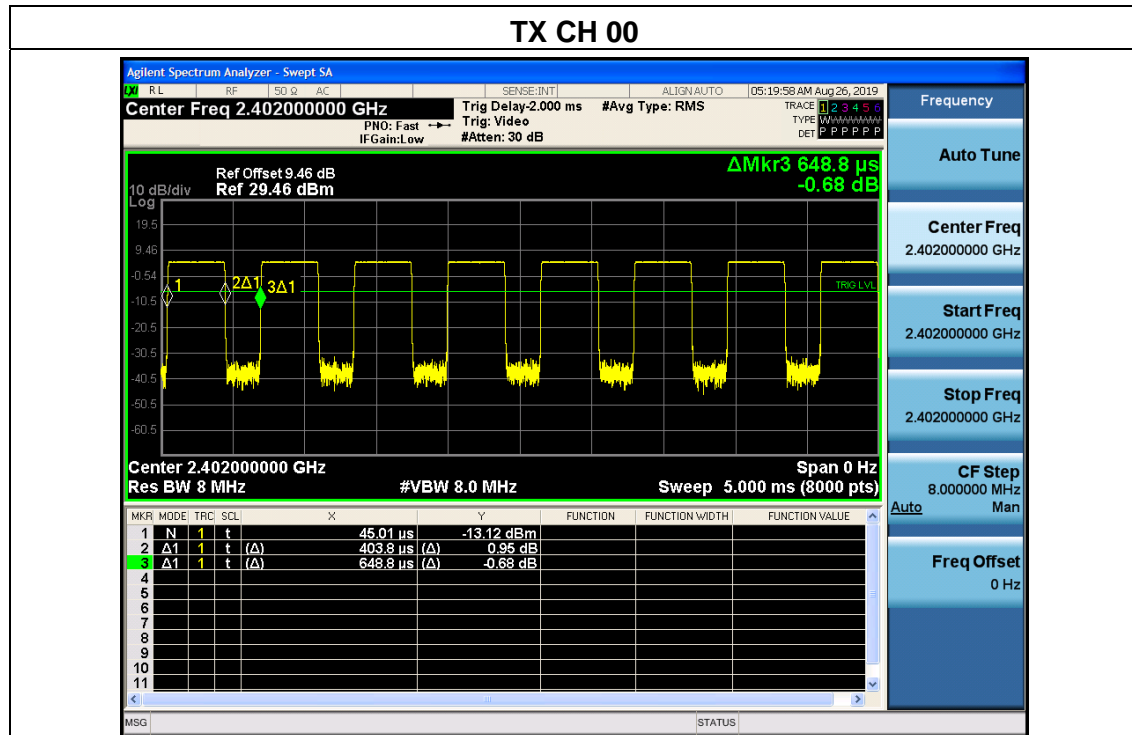 TX CH 00
Agilent Spectrum Analyzer - Swept SA
LXI RL RF 50 Ω AC SENSE:INT ALIGN AUTO 05:19:58 AM Aug 26, 2019
Center Freq 2.402000000 GHz
PNO: Fast
IFGain:Low
Trig Delay-2.000 ms
Trig: Video
#Atten: 30 dB
#Avg Type: RMS
TRACE 1 2 3 4 5 6
TYPE WWWWWW
DET P P P P P P
ΔMkr3 648.8 µs
-0.68 dB
Ref Offset 9.46 dB
10 dB/div Ref 29.46 dBm
Log
19.5
9.46
-0.54
-10.5
-20.5
-30.5
-40.5
-50.5
-60.5
1
2Δ1
3Δ1
TRIG LVL
Center 2.402000000 GHz Span 0 Hz
Res BW 8 MHz #VBW 8.0 MHz Sweep 5.000 ms (8000 pts)
MKR MODE TRC SCL X Y FUNCTION FUNCTION WIDTH FUNCTION VALUE
1 N 1 t 45.01 µs -13.12 dBm
2 Δ1 1 t (Δ) 403.8 µs (Δ) 0.95 dB
3 Δ1 1 t (Δ) 648.8 µs (Δ) -0.68 dB
4
5
6
7
8
9
10
11
MSG STATUS
Frequency
Auto Tune
Center Freq
2.402000000 GHz
Start Freq
2.402000000 GHz
Stop Freq
2.402000000 GHz
CF Step
8.000000 MHz
Auto Man
Freq Offset
0 Hz